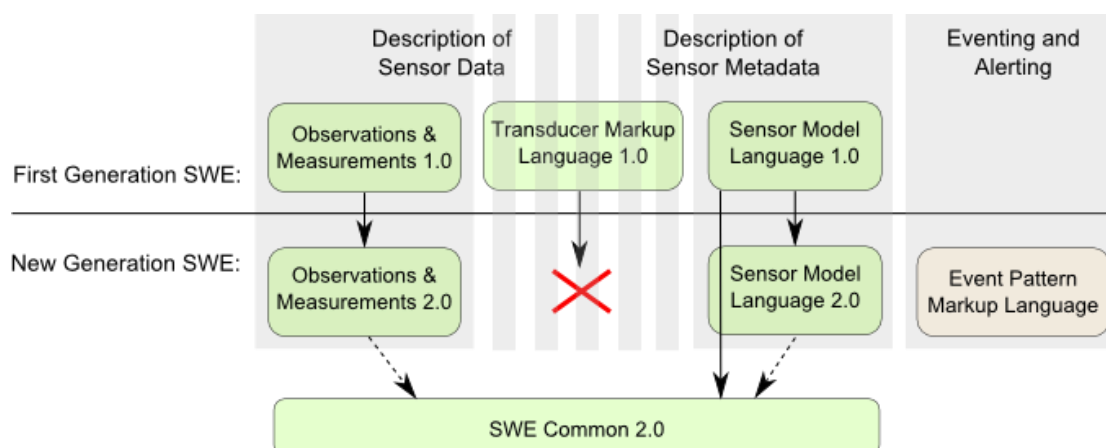 Description of
Sensor Data
Description of
Sensor Metadata
Eventing and
Alerting
First Generation SWE:
Observations &
Measurements 1.0
Transducer Markup
Language 1.0
Sensor Model
Language 1.0
New Generation SWE:
Observations &
Measurements 2.0
Sensor Model
Language 2.0
Event Pattern
Markup Language
SWE Common 2.0